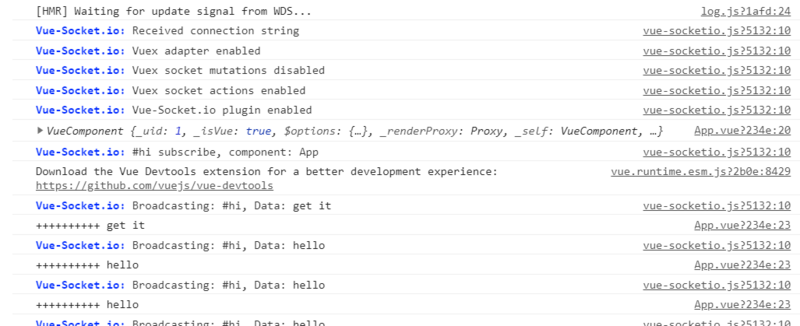 [HMR] Waiting for update signal from WDS... log.js?1afd:24
Vue-Socket.io: Received connection string vue-socketio.js?5132:10
Vue-Socket.io: Vuex adapter enabled vue-socketio.js?5132:10
Vue-Socket.io: Vuex socket mutations disabled vue-socketio.js?5132:10
Vue-Socket.io: Vuex socket actions enabled vue-socketio.js?5132:10
Vue-Socket.io: Vue-Socket.io plugin enabled vue-socketio.js?5132:10
VueComponent {_uid: 1, _isVue: true, $options: {…}, _renderProxy: Proxy, _self: VueComponent, …} App.vue?234e:20
Vue-Socket.io: #hi subscribe, component: App vue-socketio.js?5132:10
Download the Vue Devtools extension for a better development experience: vue.runtime.esm.js?2b0e:8429
https://github.com/vuejs/vue-devtools
Vue-Socket.io: Broadcasting: #hi, Data: get it vue-socketio.js?5132:10
++++++++++ get it App.vue?234e:23
Vue-Socket.io: Broadcasting: #hi, Data: hello vue-socketio.js?5132:10
++++++++++ hello App.vue?234e:23
Vue-Socket.io: Broadcasting: #hi, Data: hello vue-socketio.js?5132:10
++++++++++ hello App.vue?234e:23
Vue-Socket.io: Broadcasting: #hi, Data: hello vue-socketio.js?5132:10